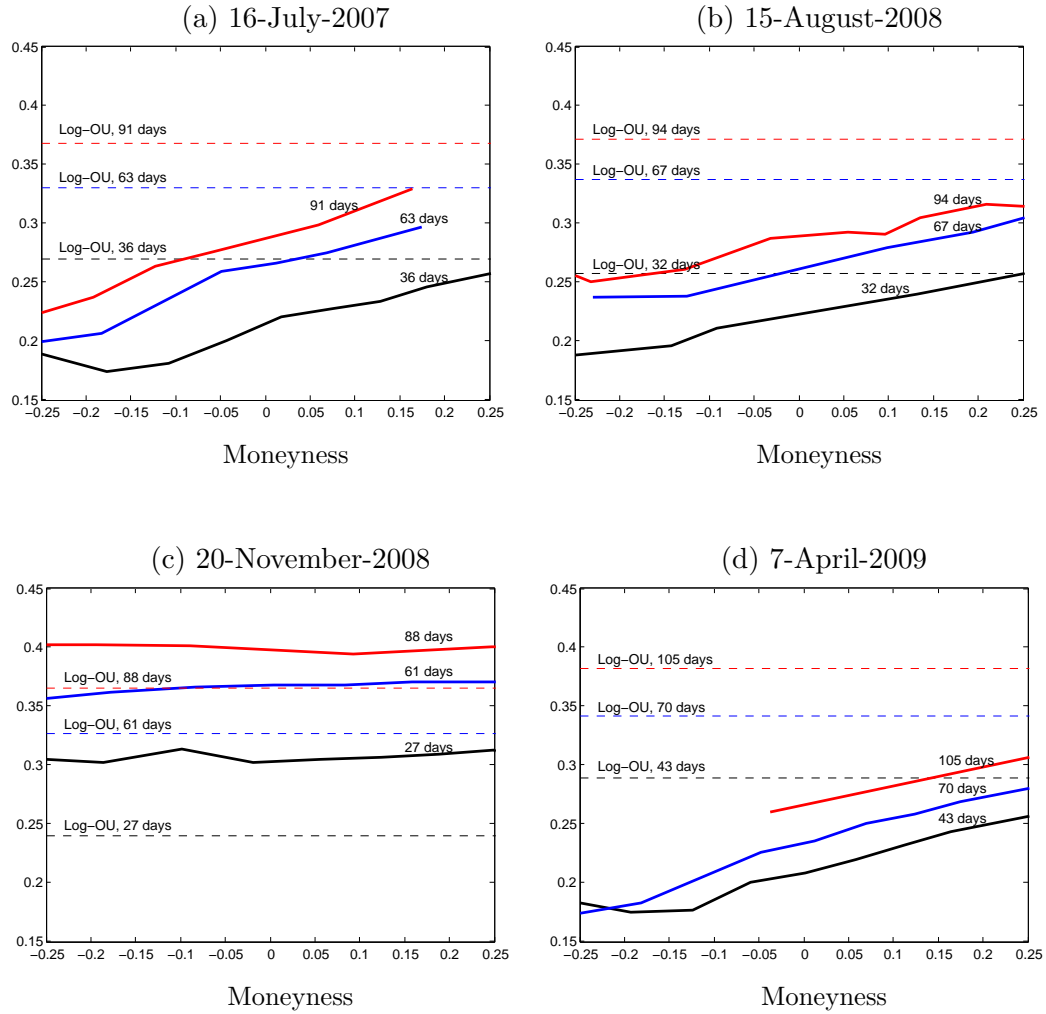 (a) 16-July-2007
0.45
0.4
0.35
0.3
0.25
0.2
0.15
Log–OU, 91 days
Log–OU, 63 days
91 days
63 days
Log–OU, 36 days
36 days
−0.25 −0.2 −0.15 −0.1 −0.05 0 0.05 0.1 0.15 0.2 0.25
Moneyness
(b) 15-August-2008
0.45
0.4
0.35
0.3
0.25
0.2
0.15
Log–OU, 94 days
Log–OU, 67 days
94 days
67 days
Log–OU, 32 days
32 days
−0.25 −0.2 −0.15 −0.1 −0.05 0 0.05 0.1 0.15 0.2 0.25
Moneyness
(c) 20-November-2008
0.45
0.4
0.35
0.3
0.25
0.2
0.15
88 days
Log–OU, 88 days
61 days
Log–OU, 61 days
27 days
Log–OU, 27 days
−0.25 −0.2 −0.15 −0.1 −0.05 0 0.05 0.1 0.15 0.2 0.25
Moneyness
(d) 7-April-2009
0.45
0.4
0.35
0.3
0.25
0.2
0.15
Log–OU, 105 days
Log–OU, 70 days
Log–OU, 43 days
105 days
70 days
43 days
−0.25 −0.2 −0.15 −0.1 −0.05 0 0.05 0.1 0.15 0.2 0.25
Moneyness